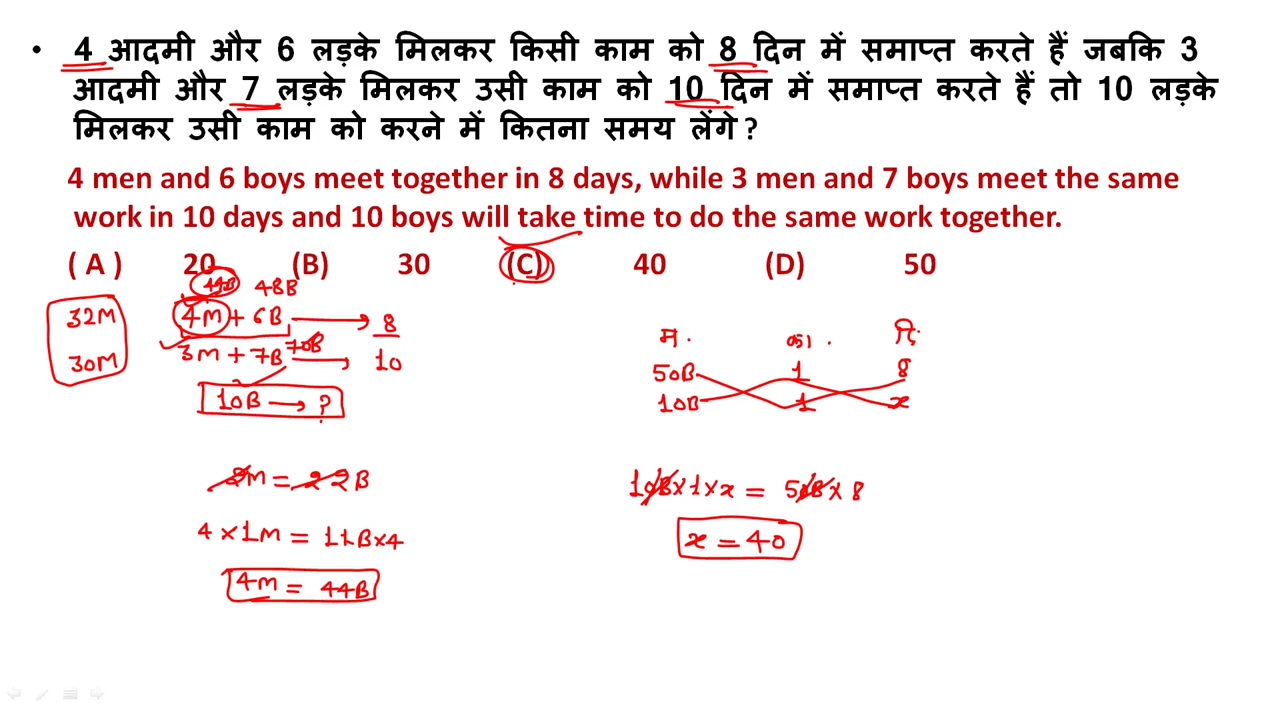 • 4 आदमी और 6 लड़के मिलकर किसी काम को 8 दिन में समाप्त करते हैं जबकि 3
आदमी और 7 लड़के मिलकर उसी काम को 10 दिन में समाप्त करते हैं तो 10 लड़के
मिलकर उसी काम को करने में कितना समय लेंगे ?
4 men and 6 boys meet together in 8 days, while 3 men and 7 boys meet the same
work in 10 days and 10 boys will take time to do the same work together.
( A ) 20 (B) 30 (C) 40 (D) 50
44B 48B
32M 4M + 6B → 8
30M 3M + 7B 70B → 10
10B → ?
2M = 22B
4 × 1M = 11B×4
4M = 44B
म. का. दि.
50B 1 8
10B 1 x
10B×1×x = 50B×8
x = 40